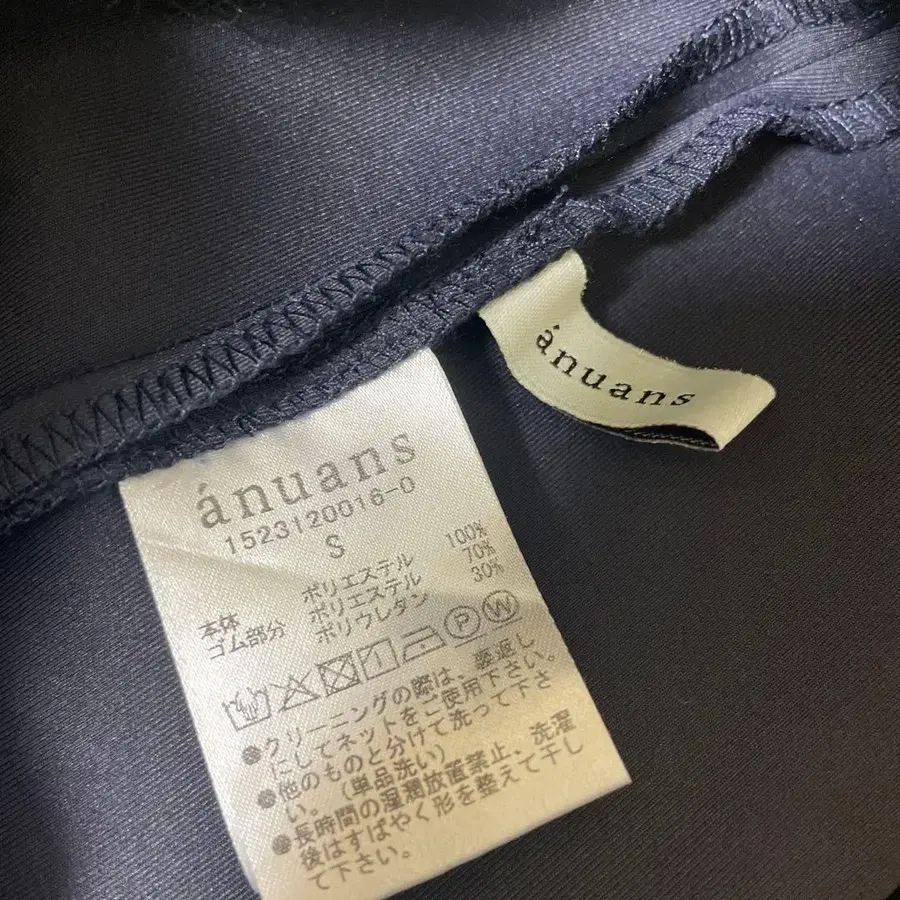 ánuans
ánuans
1523120016-0
S
本体 ポリエステル 100%
ゴム部分 ポリエステル 70%
ポリウレタン 30%
P W
●クリーニングの際は、裏返し
にしてネットをご使用下さい。
●他のものと分けて洗って下さ
い。(単品洗い)
●長時間の湿潤放置禁止、洗濯
後はすばやく形を整えて干し
て下さい。